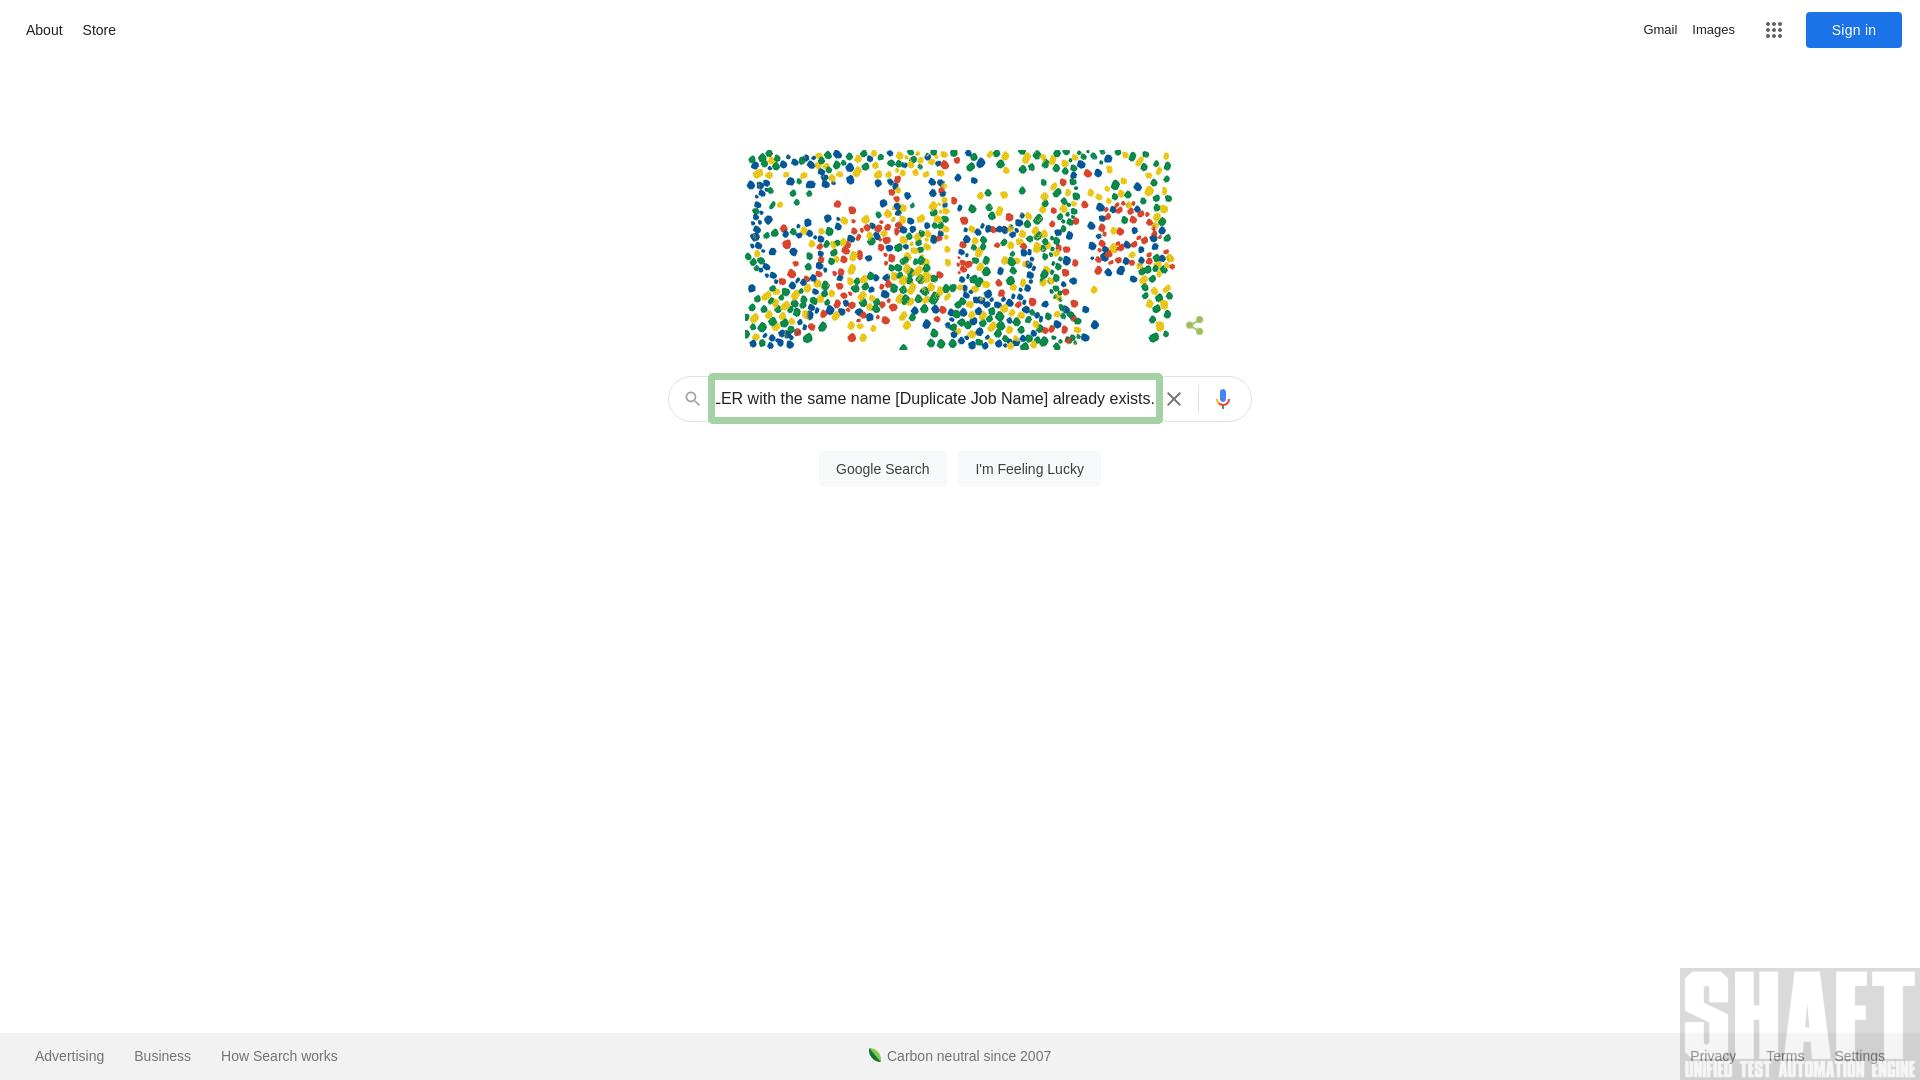 About Store
Gmail Images Sign in
ER with the same name [Duplicate Job Name] already exists.
Google Search I'm Feeling Lucky
Advertising Business How Search works
Carbon neutral since 2007
Privacy Terms Settings
SHAFT
UNIFIED TEST AUTOMATION ENGINE